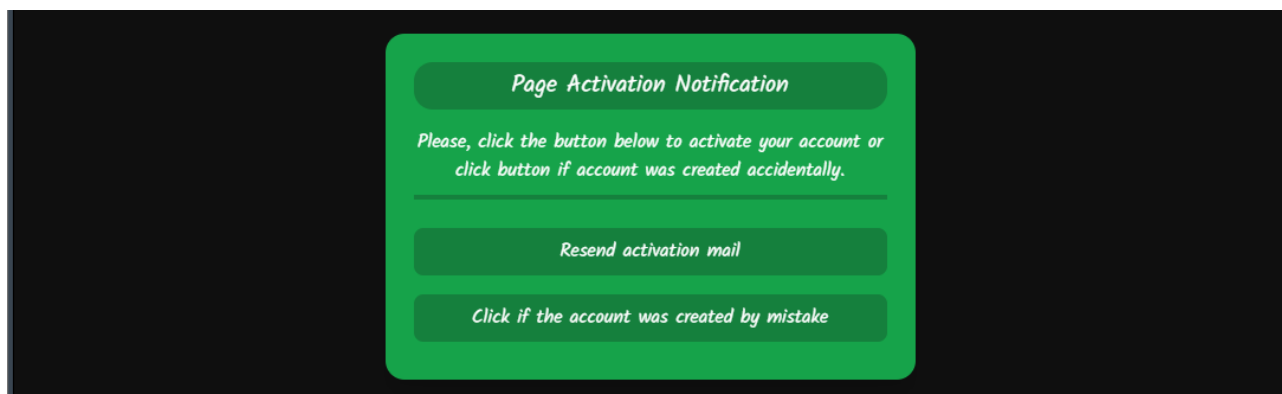 Page Activation Notification
Please, click the button below to activate your account or
click button if account was created accidentally.
Resend activation mail
Click if the account was created by mistake